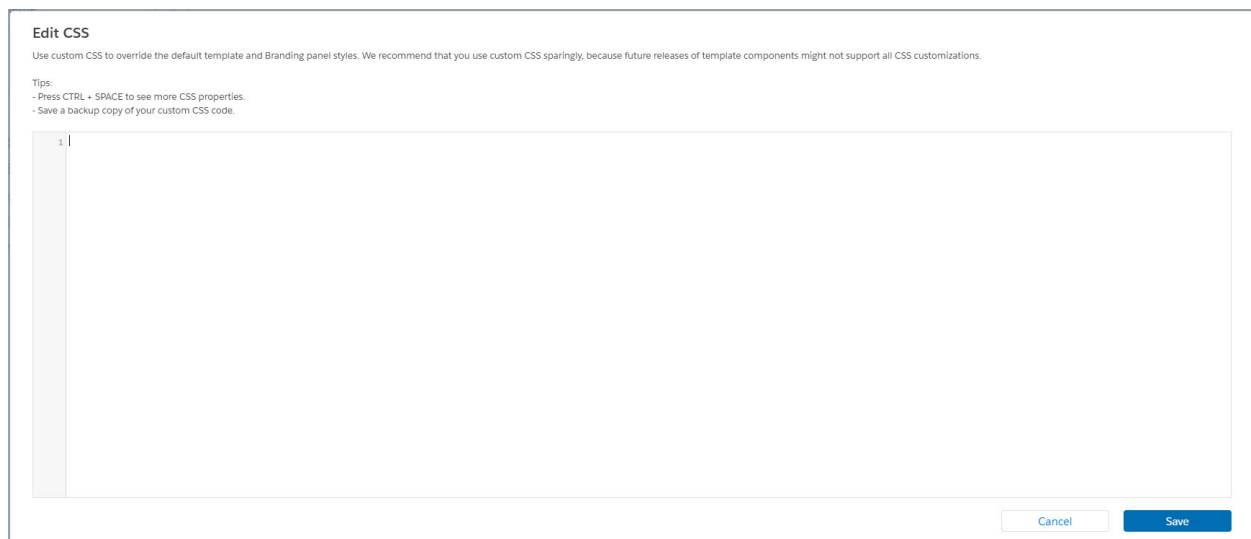 Edit CSS
Use custom CSS to override the default template and Branding panel styles. We recommend that you use custom CSS sparingly, because future releases of template components might not support all CSS customizations.
Tips:
- Press CTRL + SPACE to see more CSS properties.
- Save a backup copy of your custom CSS code.
1
Cancel
Save